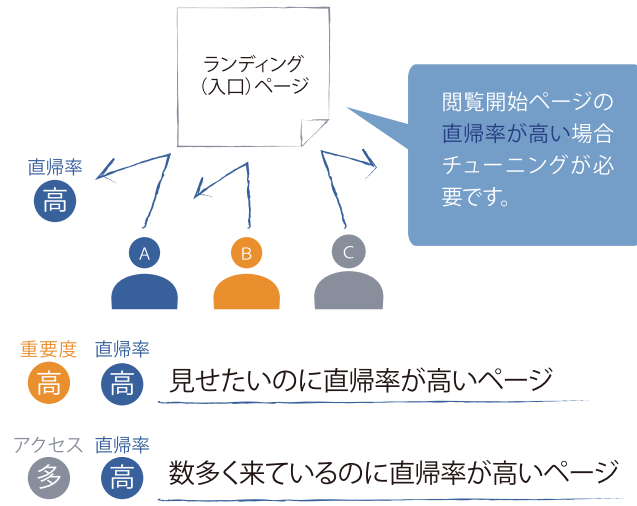 ランディング
（入口）ページ
閲覧開始ページの
直帰率が高い場合
チューニングが必
要です。
直帰率
高
A
B
C
重要度 直帰率
高 高 見せたいのに直帰率が高いページ
アクセス 直帰率
多 高 数多く来ているのに直帰率が高いページ